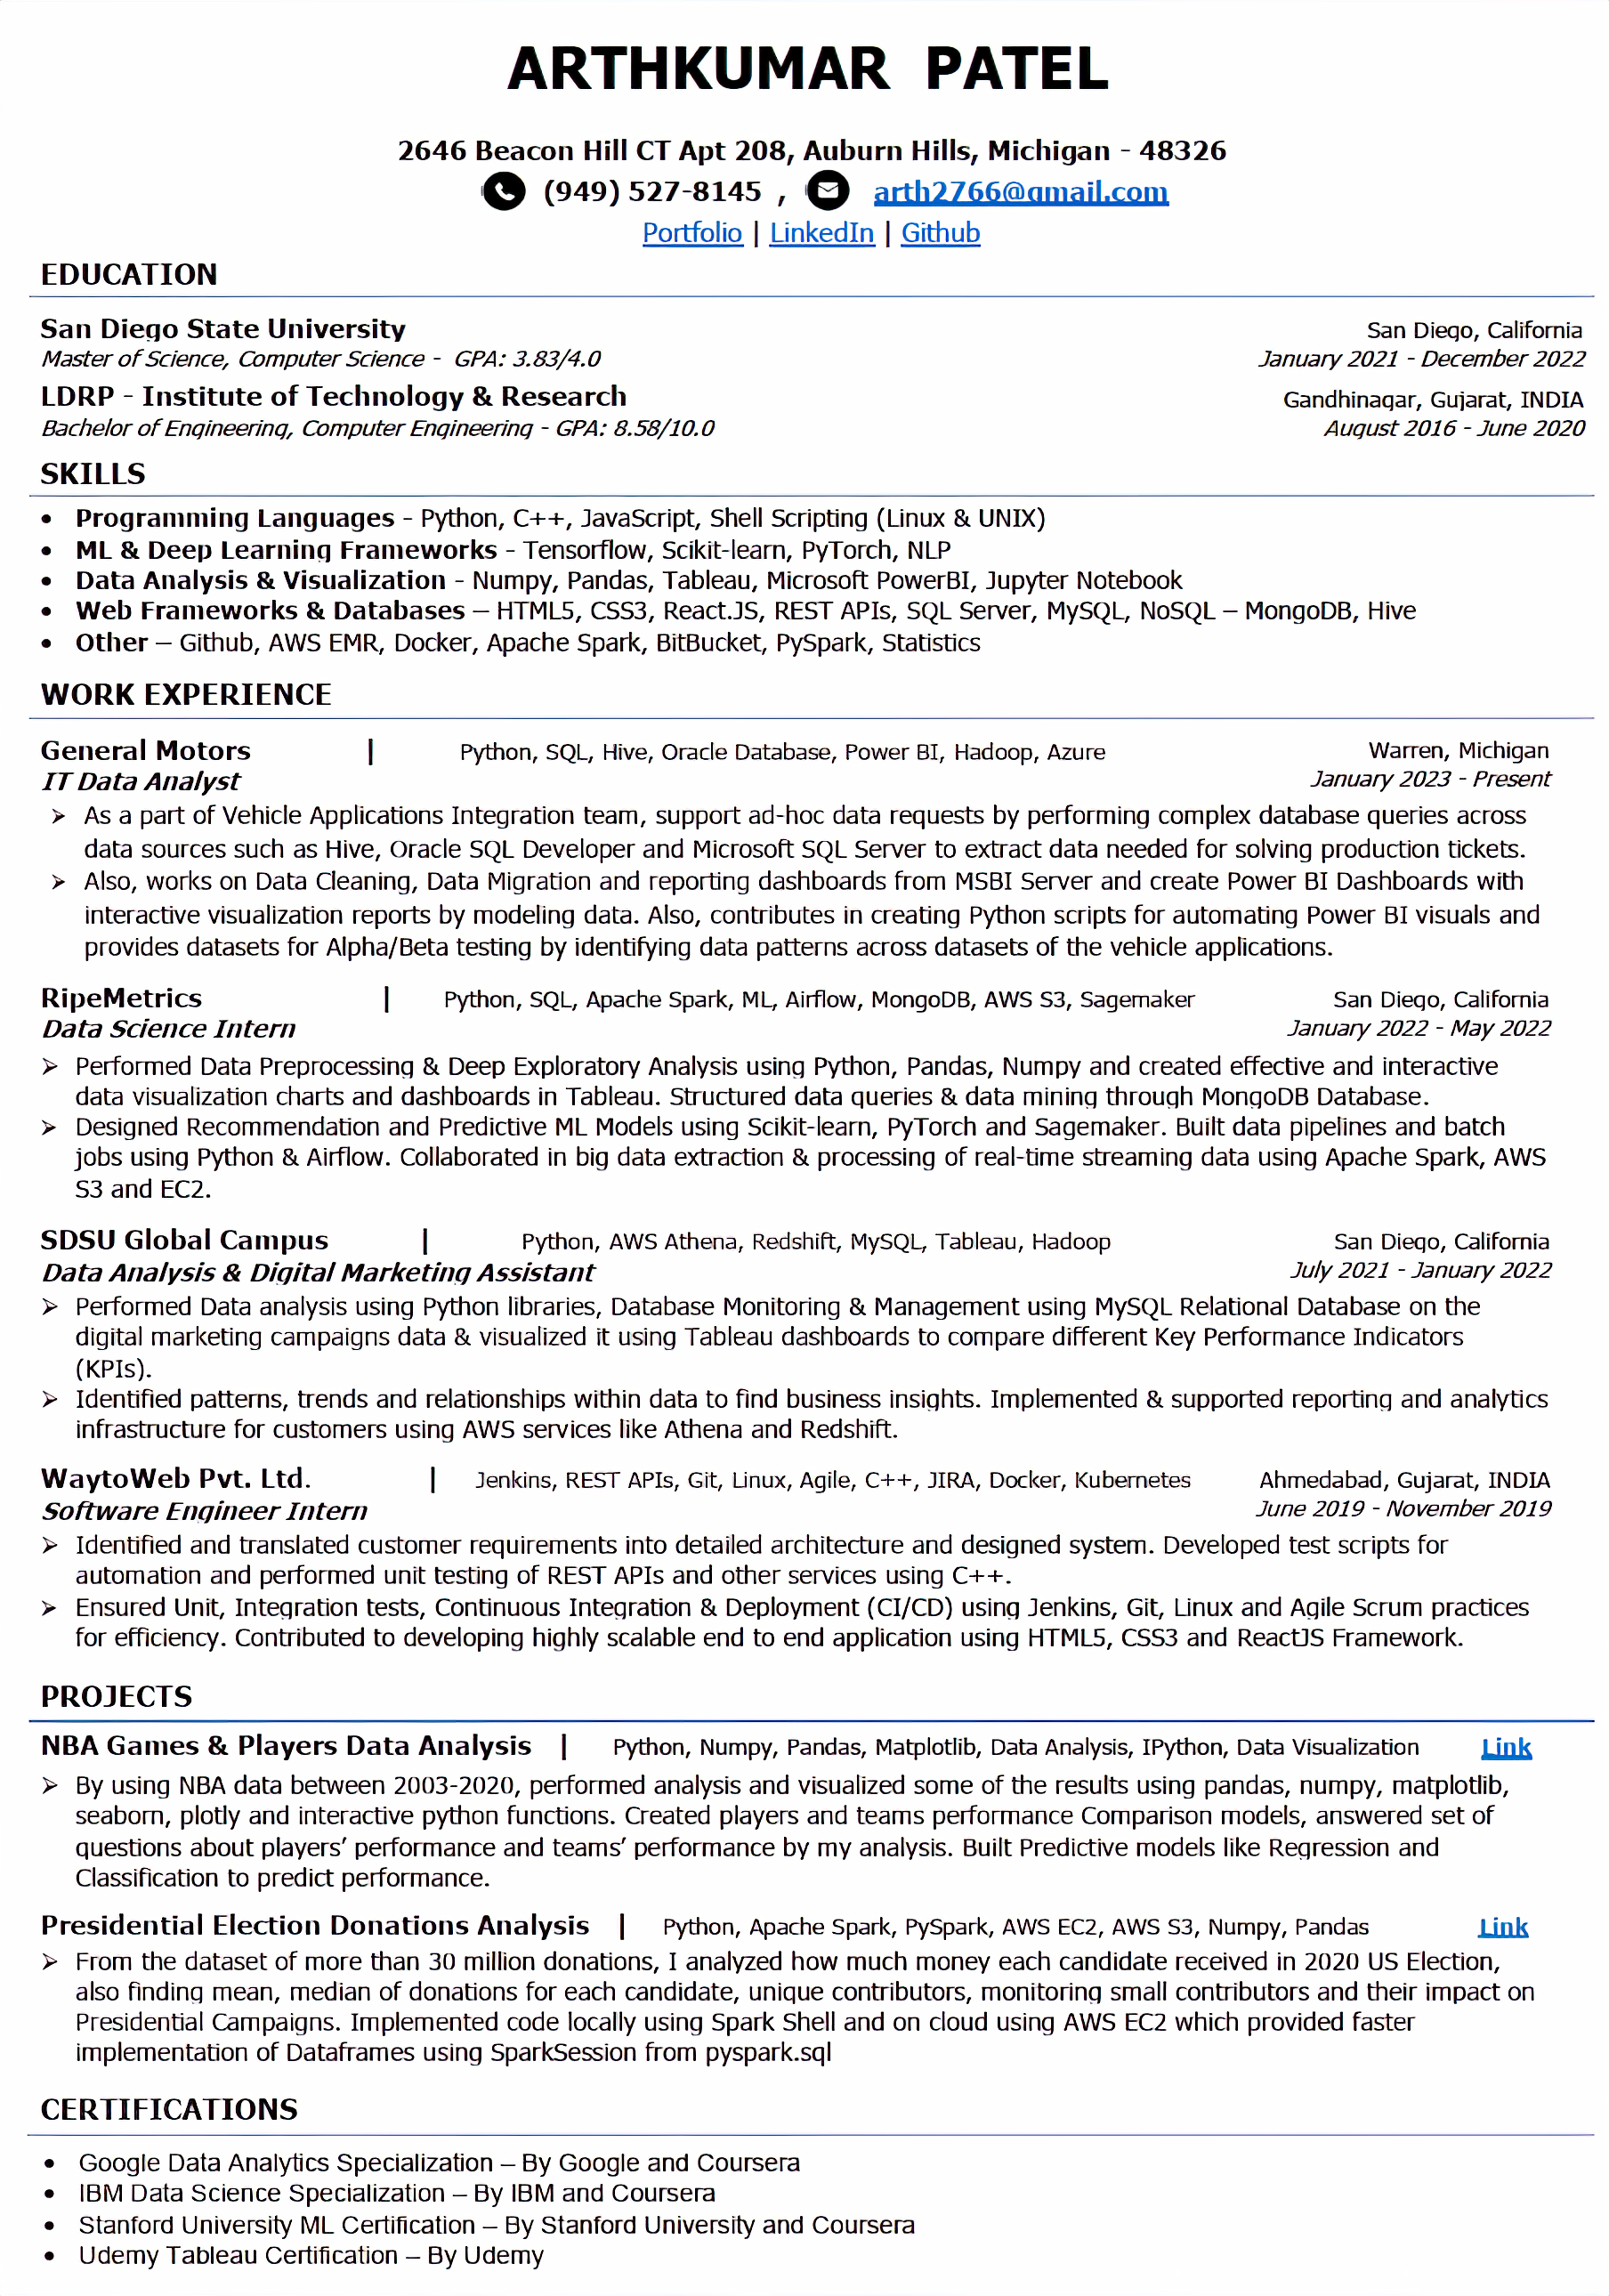 ARTHKUMAR PATEL
2646 Beacon Hill CT Apt 208, Auburn Hills, Michigan - 48326
(949) 527-8145 , arth2766@gmail.com
Portfolio | LinkedIn | Github
EDUCATION
San Diego State University San Diego, California
Master of Science, Computer Science - GPA: 3.83/4.0 January 2021 - December 2022
LDRP - Institute of Technology & Research Gandhinagar, Gujarat, INDIA
Bachelor of Engineering, Computer Engineering - GPA: 8.58/10.0 August 2016 - June 2020
SKILLS
• Programming Languages - Python, C++, JavaScript, Shell Scripting (Linux & UNIX)
• ML & Deep Learning Frameworks - Tensorflow, Scikit-learn, PyTorch, NLP
• Data Analysis & Visualization - Numpy, Pandas, Tableau, Microsoft PowerBI, Jupyter Notebook
• Web Frameworks & Databases – HTML5, CSS3, React.JS, REST APIs, SQL Server, MySQL, NoSQL – MongoDB, Hive
• Other – Github, AWS EMR, Docker, Apache Spark, BitBucket, PySpark, Statistics
WORK EXPERIENCE
General Motors | Python, SQL, Hive, Oracle Database, Power BI, Hadoop, Azure Warren, Michigan
IT Data Analyst January 2023 - Present
➢ As a part of Vehicle Applications Integration team, support ad-hoc data requests by performing complex database queries across
data sources such as Hive, Oracle SQL Developer and Microsoft SQL Server to extract data needed for solving production tickets.
➢ Also, works on Data Cleaning, Data Migration and reporting dashboards from MSBI Server and create Power BI Dashboards with
interactive visualization reports by modeling data. Also, contributes in creating Python scripts for automating Power BI visuals and
provides datasets for Alpha/Beta testing by identifying data patterns across datasets of the vehicle applications.
RipeMetrics | Python, SQL, Apache Spark, ML, Airflow, MongoDB, AWS S3, Sagemaker San Diego, California
Data Science Intern January 2022 - May 2022
➢ Performed Data Preprocessing & Deep Exploratory Analysis using Python, Pandas, Numpy and created effective and interactive
data visualization charts and dashboards in Tableau. Structured data queries & data mining through MongoDB Database.
➢ Designed Recommendation and Predictive ML Models using Scikit-learn, PyTorch and Sagemaker. Built data pipelines and batch
jobs using Python & Airflow. Collaborated in big data extraction & processing of real-time streaming data using Apache Spark, AWS
S3 and EC2.
SDSU Global Campus | Python, AWS Athena, Redshift, MySQL, Tableau, Hadoop San Diego, California
Data Analysis & Digital Marketing Assistant July 2021 - January 2022
➢ Performed Data analysis using Python libraries, Database Monitoring & Management using MySQL Relational Database on the
digital marketing campaigns data & visualized it using Tableau dashboards to compare different Key Performance Indicators
(KPIs).
➢ Identified patterns, trends and relationships within data to find business insights. Implemented & supported reporting and analytics
infrastructure for customers using AWS services like Athena and Redshift.
WaytoWeb Pvt. Ltd. | Jenkins, REST APIs, Git, Linux, Agile, C++, JIRA, Docker, Kubernetes Ahmedabad, Gujarat, INDIA
Software Engineer Intern June 2019 - November 2019
➢ Identified and translated customer requirements into detailed architecture and designed system. Developed test scripts for
automation and performed unit testing of REST APIs and other services using C++.
➢ Ensured Unit, Integration tests, Continuous Integration & Deployment (CI/CD) using Jenkins, Git, Linux and Agile Scrum practices
for efficiency. Contributed to developing highly scalable end to end application using HTML5, CSS3 and ReactJS Framework.
PROJECTS
NBA Games & Players Data Analysis | Python, Numpy, Pandas, Matplotlib, Data Analysis, IPython, Data Visualization Link
➢ By using NBA data between 2003-2020, performed analysis and visualized some of the results using pandas, numpy, matplotlib,
seaborn, plotly and interactive python functions. Created players and teams performance Comparison models, answered set of
questions about players’ performance and teams’ performance by my analysis. Built Predictive models like Regression and
Classification to predict performance.
Presidential Election Donations Analysis | Python, Apache Spark, PySpark, AWS EC2, AWS S3, Numpy, Pandas Link
➢ From the dataset of more than 30 million donations, I analyzed how much money each candidate received in 2020 US Election,
also finding mean, median of donations for each candidate, unique contributors, monitoring small contributors and their impact on
Presidential Campaigns. Implemented code locally using Spark Shell and on cloud using AWS EC2 which provided faster
implementation of Dataframes using SparkSession from pyspark.sql
CERTIFICATIONS
• Google Data Analytics Specialization – By Google and Coursera
• IBM Data Science Specialization – By IBM and Coursera
• Stanford University ML Certification – By Stanford University and Coursera
• Udemy Tableau Certification – By Udemy